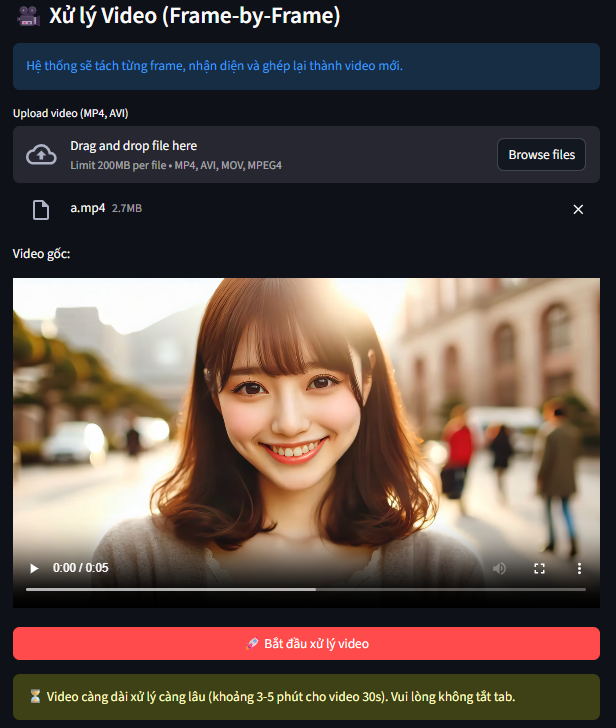 Xử lý Video (Frame-by-Frame)
Hệ thống sẽ tách từng frame, nhận diện và ghép lại thành video mới.
Upload video (MP4, AVI)
Drag and drop file here
Limit 200MB per file • MP4, AVI, MOV, MPEG4
Browse files
a.mp4 2.7MB
Video gốc:
0:00 / 0:05
Bắt đầu xử lý video
Video càng dài xử lý càng lâu (khoảng 3-5 phút cho video 30s). Vui lòng không tắt tab.